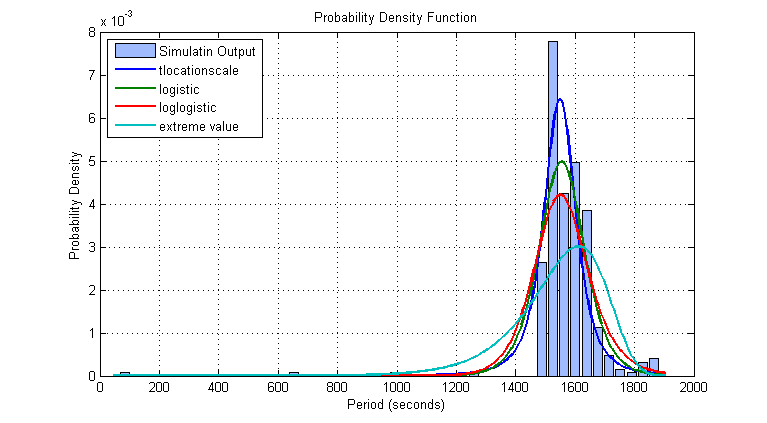 Probability Density Function
x 10^-3
Simulatin Output
tlocationscale
logistic
loglogistic
extreme value
8
7
6
5
4
3
2
1
0
Probability Density
0 200 400 600 800 1000 1200 1400 1600 1800 2000
Period (seconds)